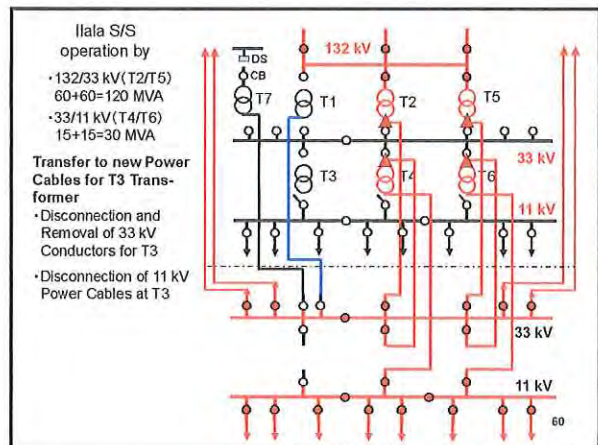 Ilala S/S
operation by
·132/33 kV(T2/T5)
60+60=120 MVA
·33/11 kV(T4/T6)
15+15=30 MVA
Transfer to new Power
Cables for T3 Trans-
former
·Disconnection and
Removal of 33 kV
Conductors for T3
·Disconnection of 11 kV
Power Cables at T3
132 kV
DS
CB
T7
T1
T2
T5
33 kV
T3
T4
T6
11 kV
33 kV
11 kV
60